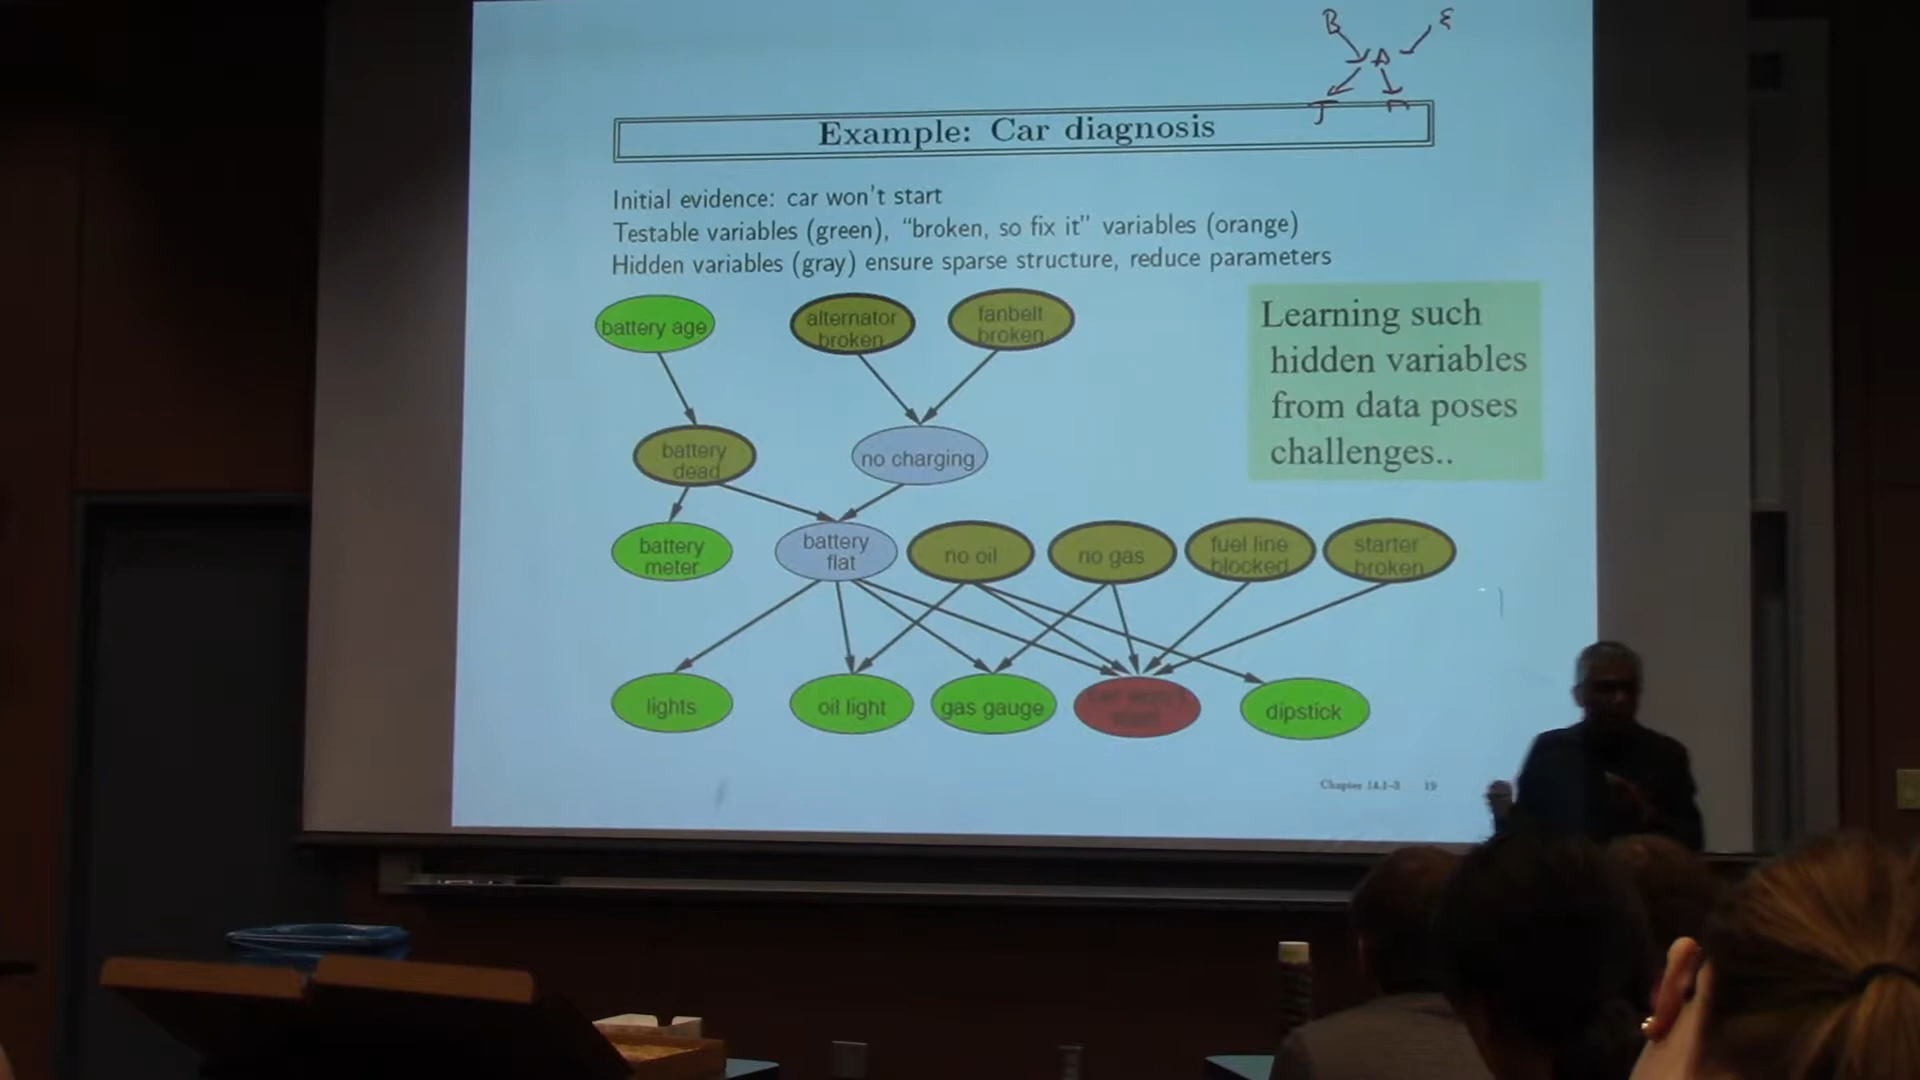 B E
A
J
Example: Car diagnosis
Initial evidence: car won't start
Testable variables (green), "broken, so fix it" variables (orange)
Hidden variables (gray) ensure sparse structure, reduce parameters
battery age
alternator
broken
fanbelt
broken
Learning such
hidden variables
from data poses
challenges..
battery
dead
no charging
battery
meter
battery
flat
no oil
no gas
fuel line
blocked
starter
broken
lights
oil light
gas gauge
dipstick
Chapter 14.1–3 19